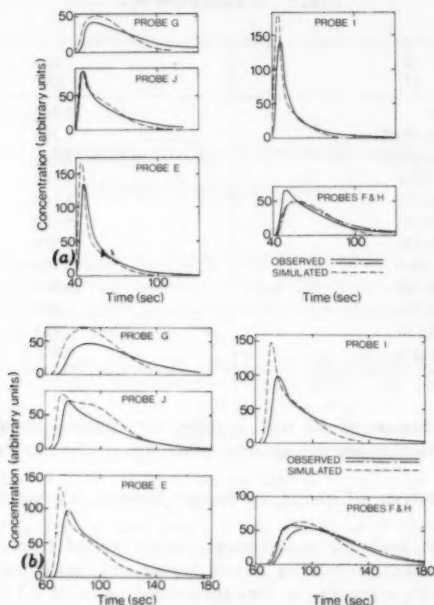 Concentration (arbitrary units)
PROBE G
50
0
PROBE J
50
0
PROBE E
150
100
50
0
40
100
Time (sec)
(a)
PROBE I
150
100
50
0
PROBES F & H
50
0
40
100
OBSERVED
SIMULATED
Time (sec)
Concentration (arbitrary units)
PROBE G
50
0
PROBE J
50
0
PROBE E
100
50
0
60
100
140
180
Time (sec)
(b)
PROBE I
150
100
50
0
OBSERVED
SIMULATED
PROBES F & H
50
0
60
100
140
180
Time (sec)